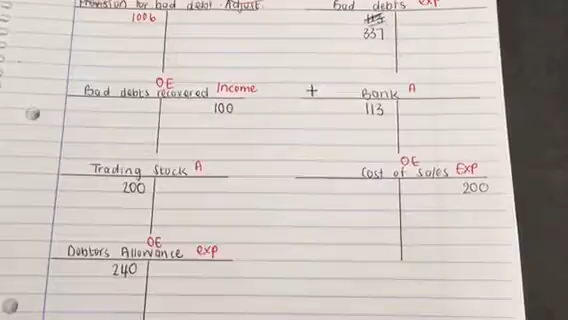 Provision for bad debt Adjust. Bad debts exp
1006
337
OE
Bad debts recovered Income + Bank A
100 113
OE
Trading Stock A Cost of Sales Exp
200 200
OE
Debtors Allowance exp
240